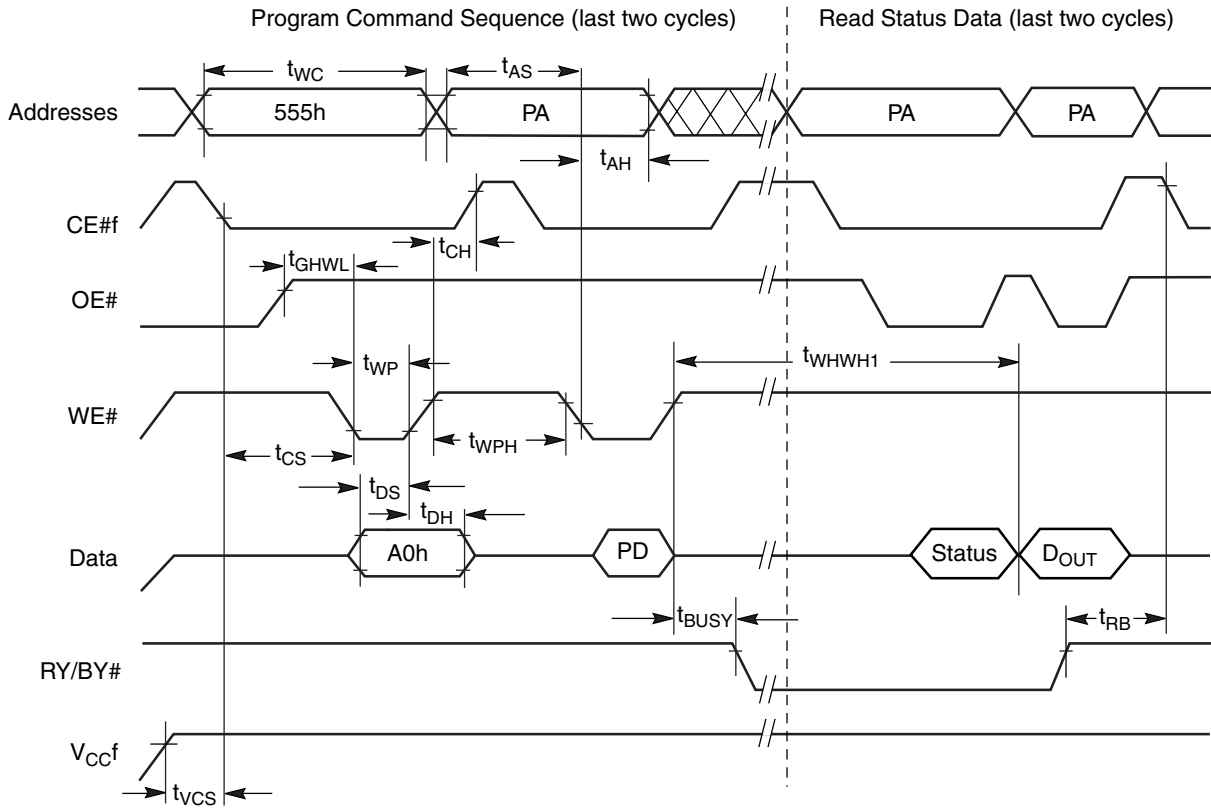 Program Command Sequence (last two cycles)
Read Status Data (last two cycles)
tWC
tAS
Addresses
555h
PA
PA
PA
tAH
CE#f
tCH
tGHWL
OE#
tWP
tWHWH1
WE#
tCS
tWPH
tDS
tDH
Data
A0h
PD
Status
DOUT
tBUSY
tRB
RY/BY#
VCCf
tVCS